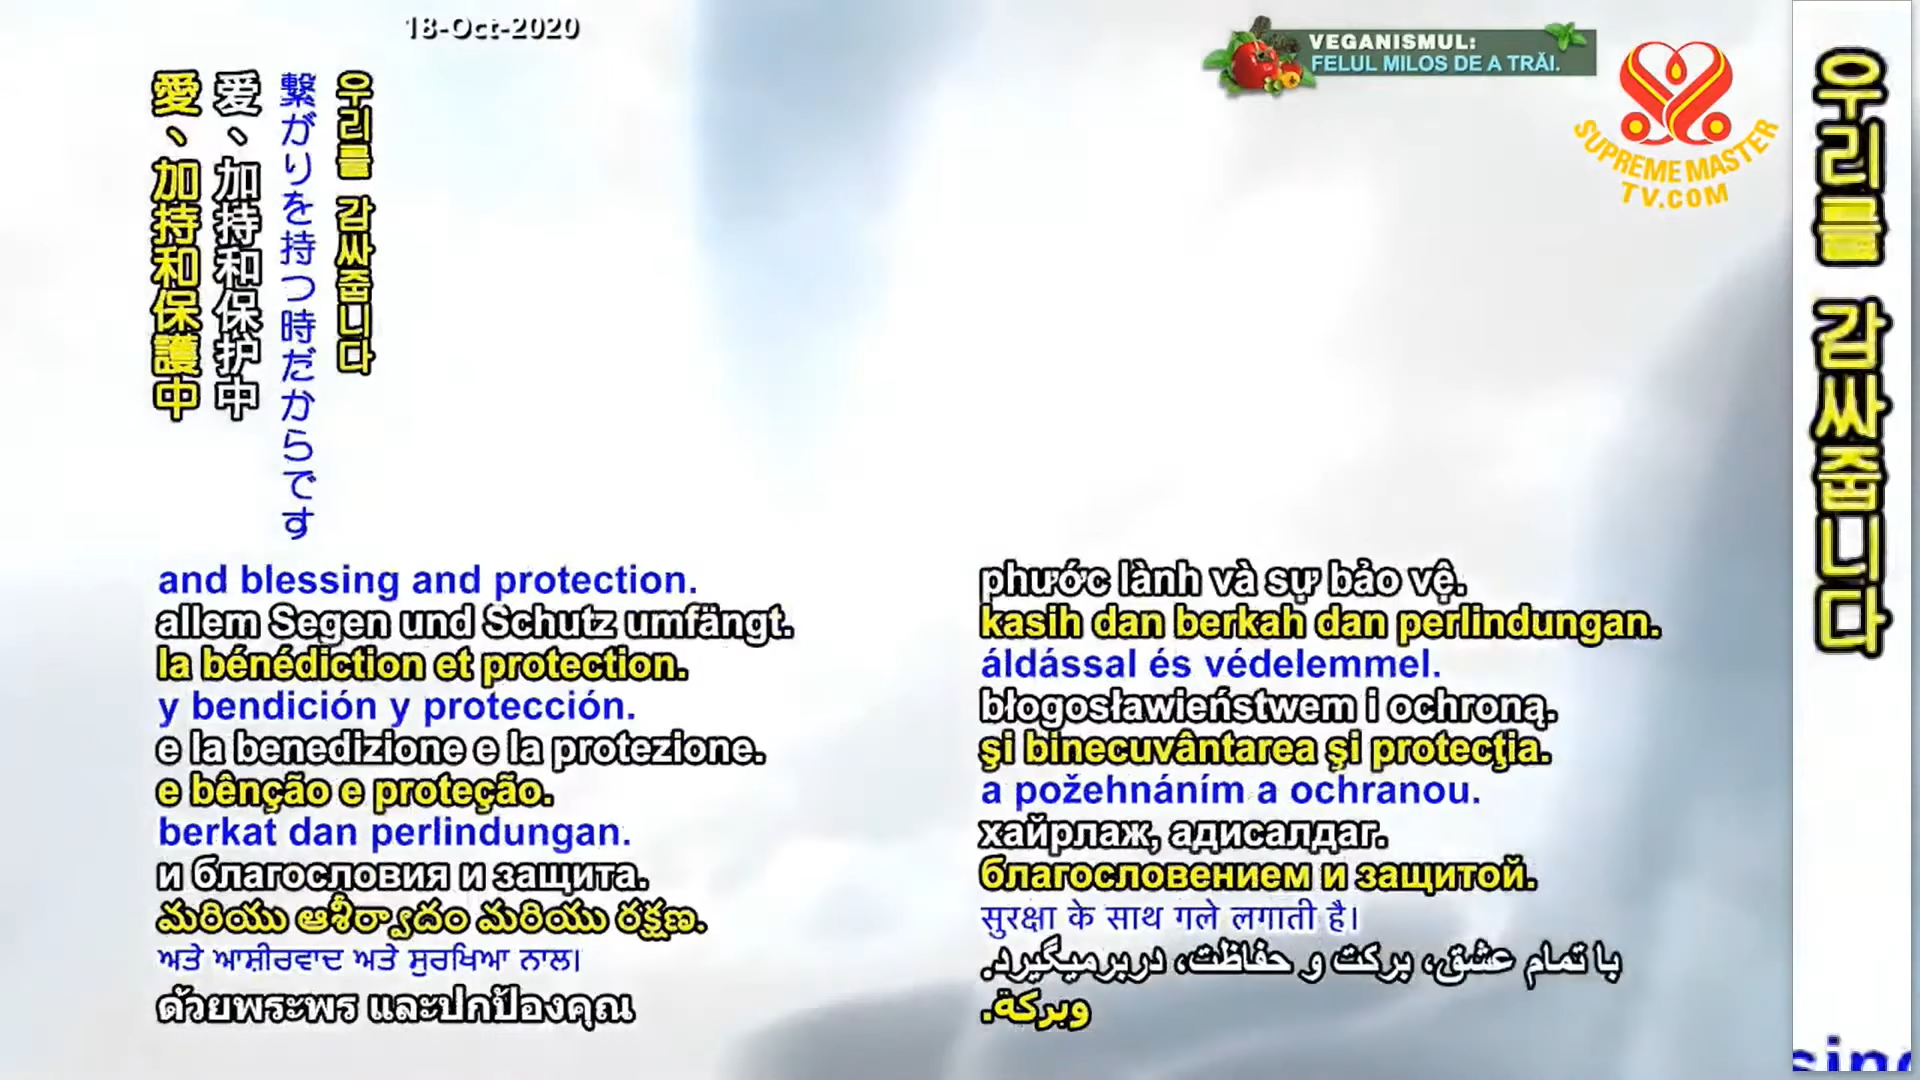 18-Oct-2020
VEGANISMUL:
FELUL MILOS DE A TRĂI.
SUPREME MASTER
TV.COM
우리를 감싸줍니다
繋がりを持つ時だからです
爱、加持和保护中
愛、加持和保護中
and blessing and protection.
allem Segen und Schutz umfängt.
la bénédiction et protection.
y bendición y protección.
e la benedizione e la protezione.
e bênção e proteção.
berkat dan perlindungan.
и благословия и защита.
మరియు ఆశీర్వాదం మరియు రక్షణ.
ਅਤੇ ਆਸ਼ੀਰਵਾਦ ਅਤੇ ਸੁਰਖਿਆ ਨਾਲ।
ด้วยพระพร และปกป้องคุณ
phước lành và sự bảo vệ.
kasih dan berkah dan perlindungan.
áldással és védelemmel.
błogosławieństwem i ochroną.
şi binecuvântarea şi protecţia.
a požehnáním a ochranou.
хайрлаж, адисалдаг.
благословением и защитой.
सुरक्षा के साथ गले लगाती है।
با تمام عشق، برکت و حفاظت، دربرمیگیرد.
وبركة.
우리를 감싸줍니다
sing